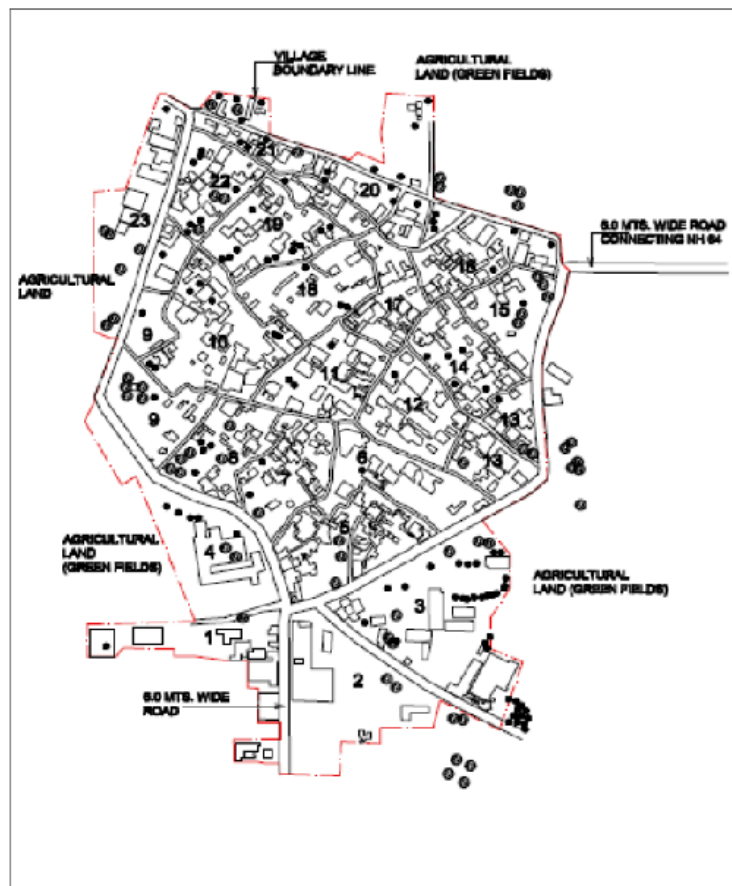 VILLAGE
BOUNDARY LINE
AGRICULTURAL
LAND (GREEN FIELDS)
21
22
20
23
19
6.0 MTS. WIDE ROAD
CONNECTING NH 64
16
AGRICULTURAL
LAND
18
17
15
9
10
14
11
12
9
13
8
6
13
7
5
AGRICULTURAL
LAND
(GREEN FIELDS)
4
AGRICULTURAL
LAND (GREEN FIELDS)
3
1
2
6.0 MTS. WIDE
ROAD